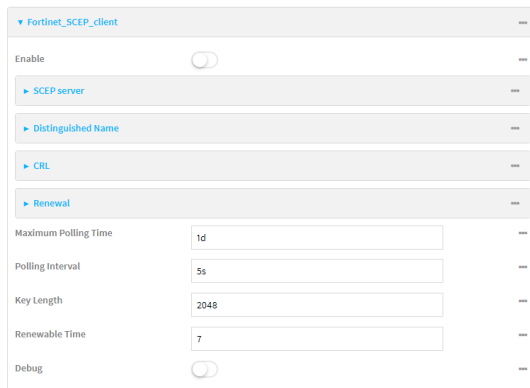 Fortinet_SCEP_client
Enable
SCEP server
Distinguished Name
CRL
Renewal
Maximum Polling Time 1d
Polling Interval 5s
Key Length 2048
Renewable Time 7
Debug